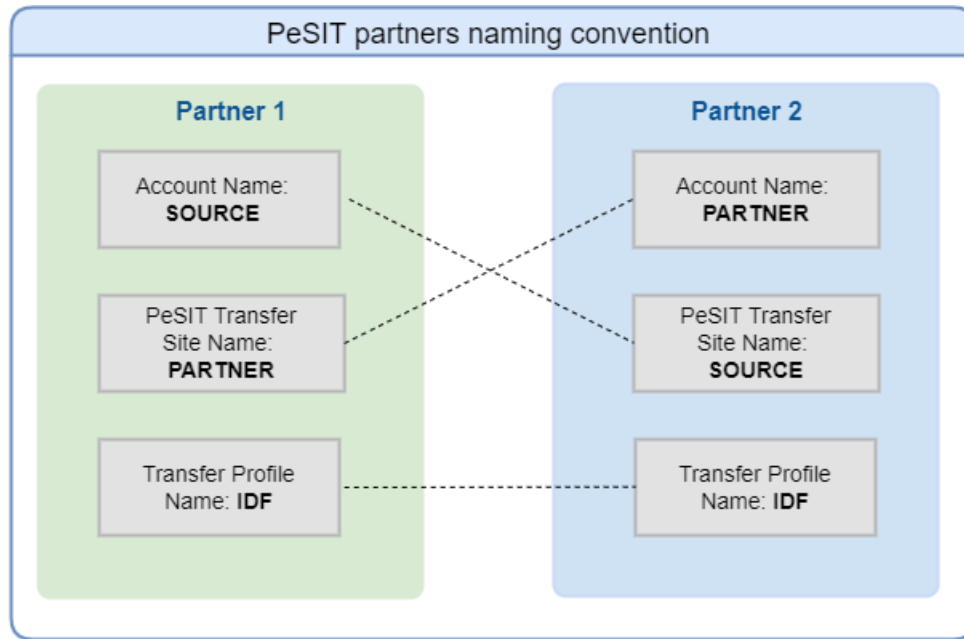 PeSIT partners naming convention
Partner 1
Account Name:
SOURCE
PeSIT Transfer
Site Name:
PARTNER
Transfer Profile
Name: IDF
Partner 2
Account Name:
PARTNER
PeSIT Transfer
Site Name:
SOURCE
Transfer Profile
Name: IDF